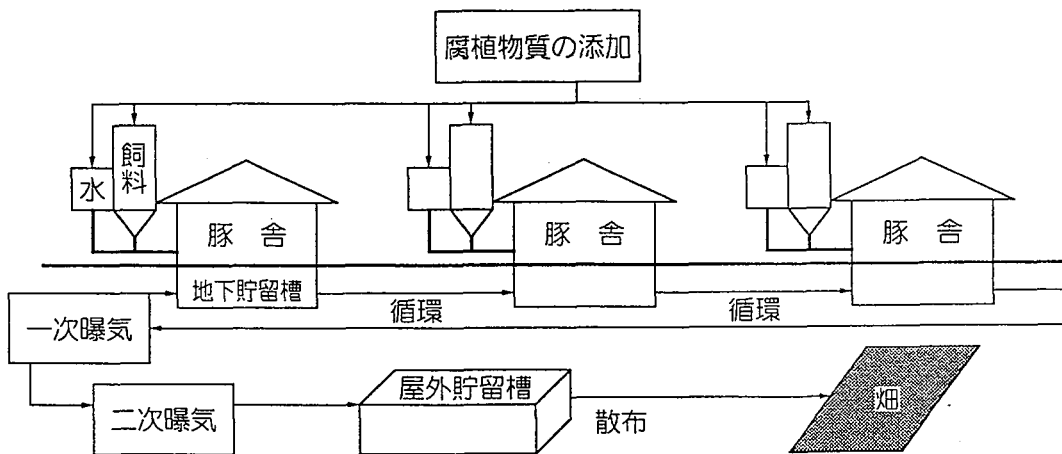 腐植物質の添加
水
飼料
豚 舎
豚 舎
豚 舎
地下貯留槽
循環
循環
一次曝気
二次曝気
屋外貯留槽
散布
畑